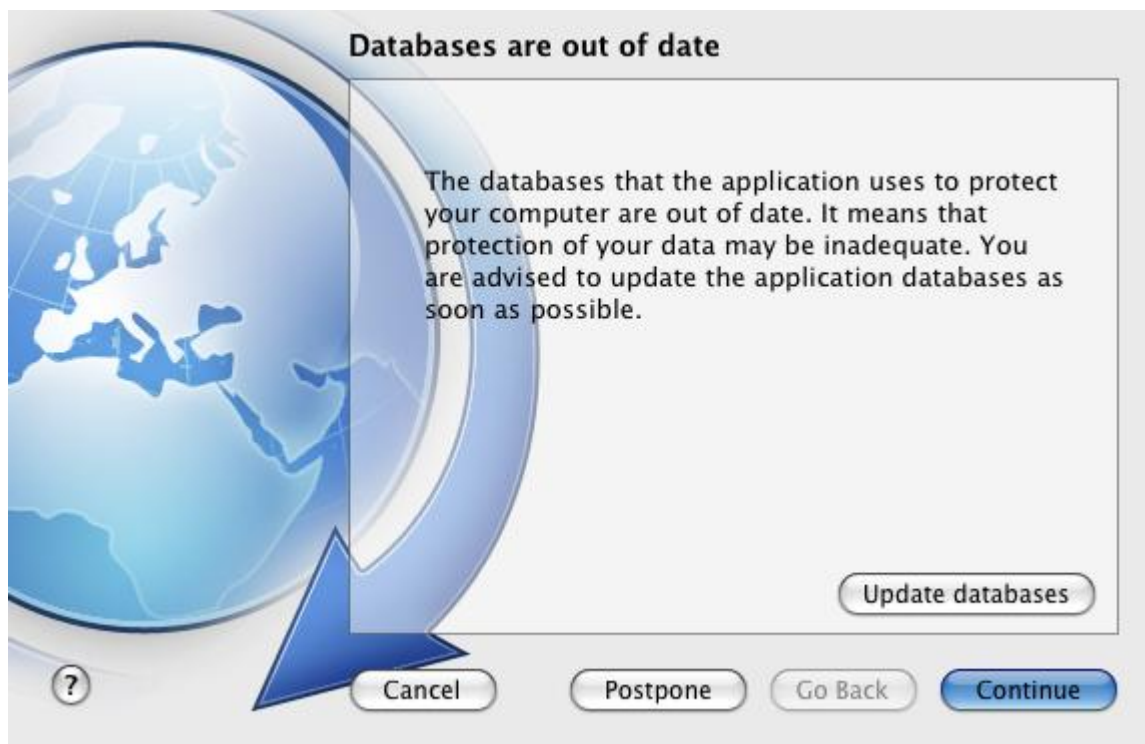 Databases are out of date
The databases that the application uses to protect
your computer are out of date. It means that
protection of your data may be inadequate. You
are advised to update the application databases as
soon as possible.
Update databases
?
Cancel
Postpone
Go Back
Continue